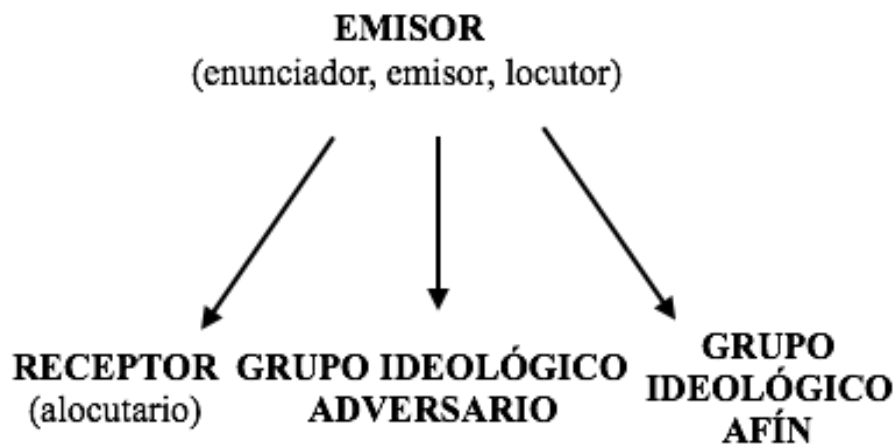 EMISOR
(enunciador, emisor, locutor)
RECEPTOR
(alocutario)
GRUPO IDEOLÓGICO
ADVERSARIO
GRUPO
IDEOLÓGICO
AFÍN